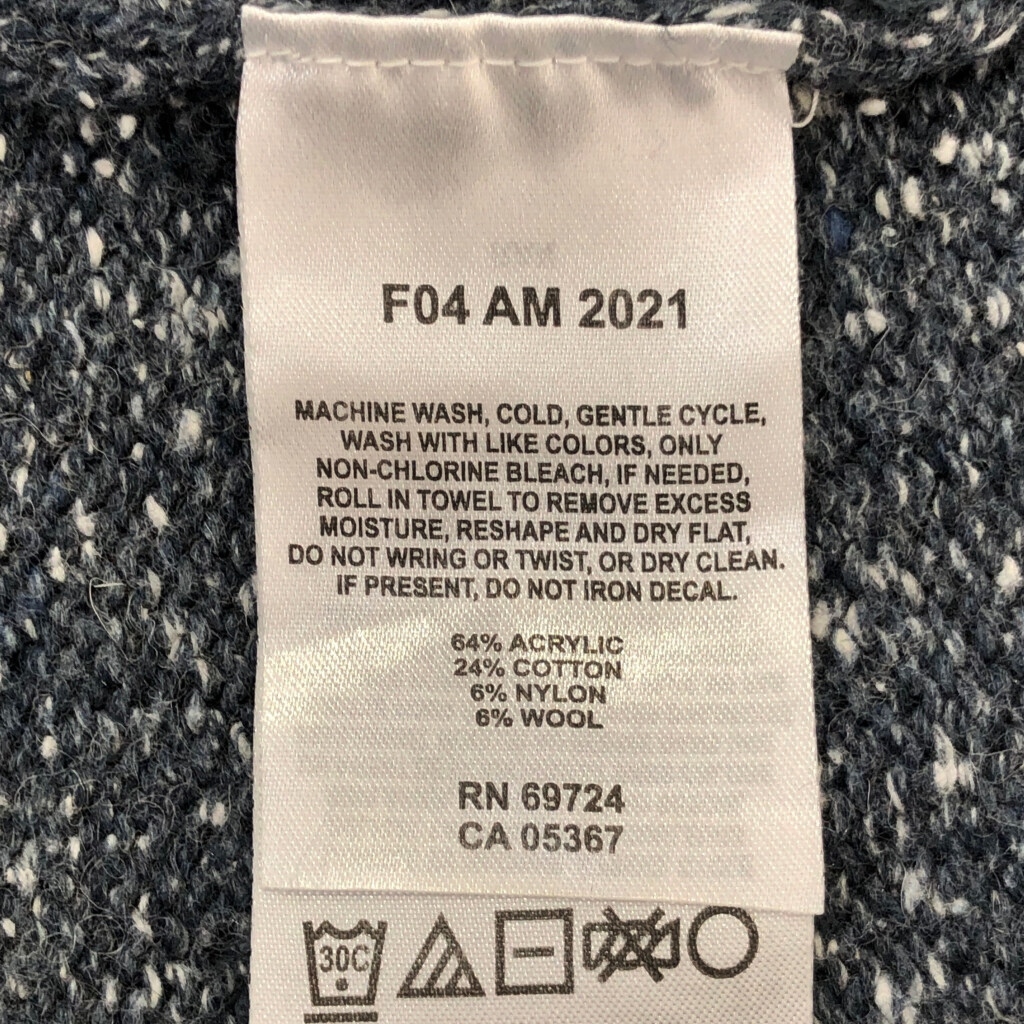 F04 AM 2021
MACHINE WASH, COLD, GENTLE CYCLE,
WASH WITH LIKE COLORS, ONLY
NON-CHLORINE BLEACH, IF NEEDED,
ROLL IN TOWEL TO REMOVE EXCESS
MOISTURE, RESHAPE AND DRY FLAT,
DO NOT WRING OR TWIST, OR DRY CLEAN.
IF PRESENT, DO NOT IRON DECAL.
64% ACRYLIC
24% COTTON
6% NYLON
6% WOOL
RN 69724
CA 05367
30C